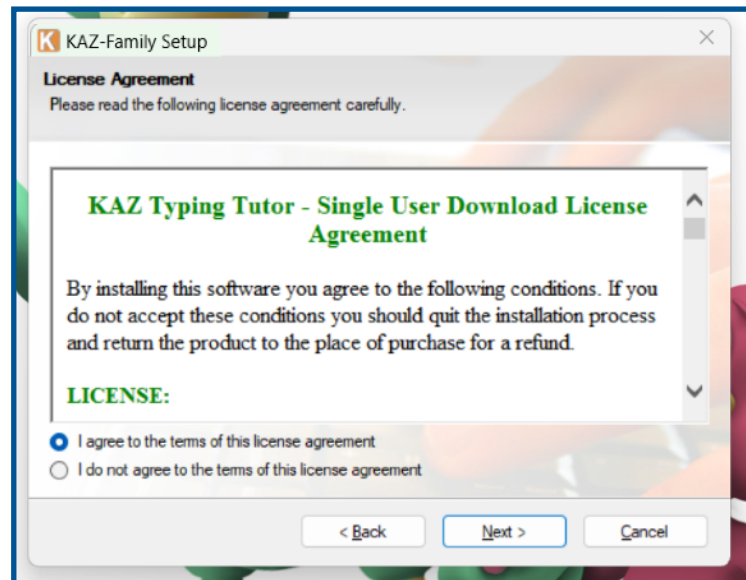 K KAZ-Family Setup
License Agreement
Please read the following license agreement carefully.
KAZ Typing Tutor - Single User Download License
Agreement
By installing this software you agree to the following conditions. If you
do not accept these conditions you should quit the installation process
and return the product to the place of purchase for a refund.
LICENSE:
I agree to the terms of this license agreement
I do not agree to the terms of this license agreement
< Back Next > Cancel